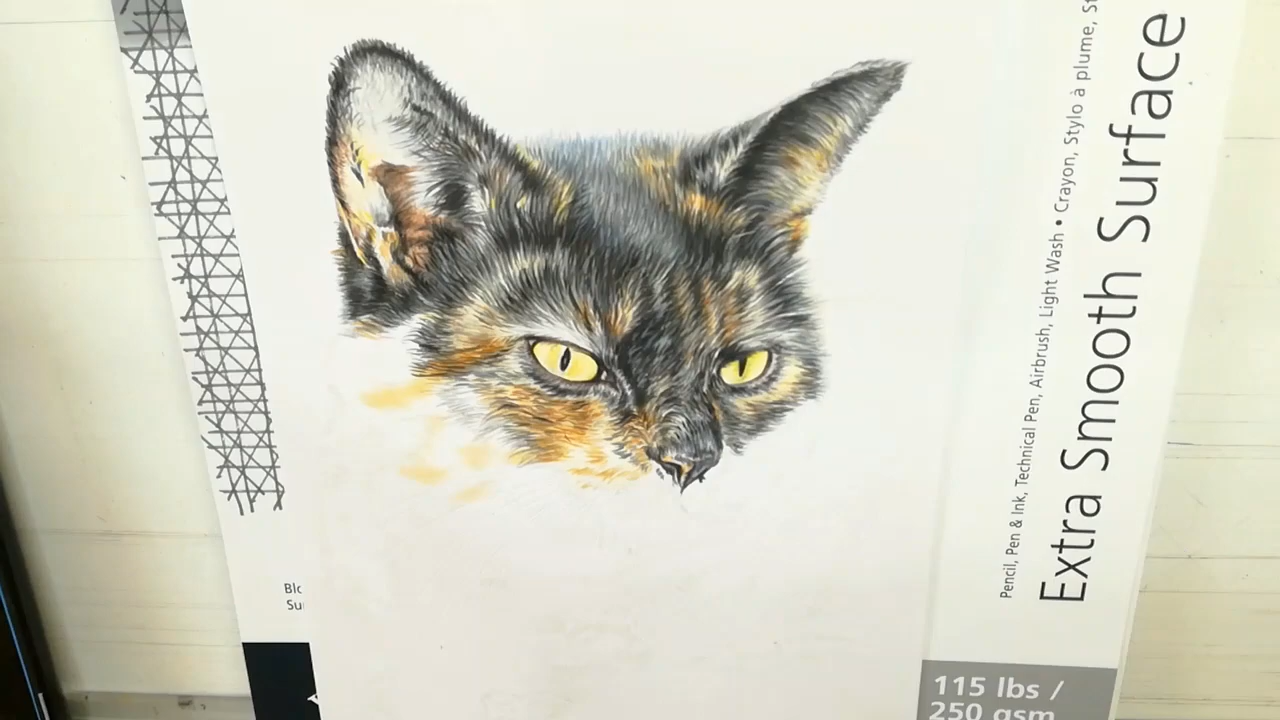 Pencil, Pen & Ink, Technical Pen, Airbrush, Light Wash • Crayon, Stylo à plume,
Extra Smooth Surface
115 lbs /
250 gsm